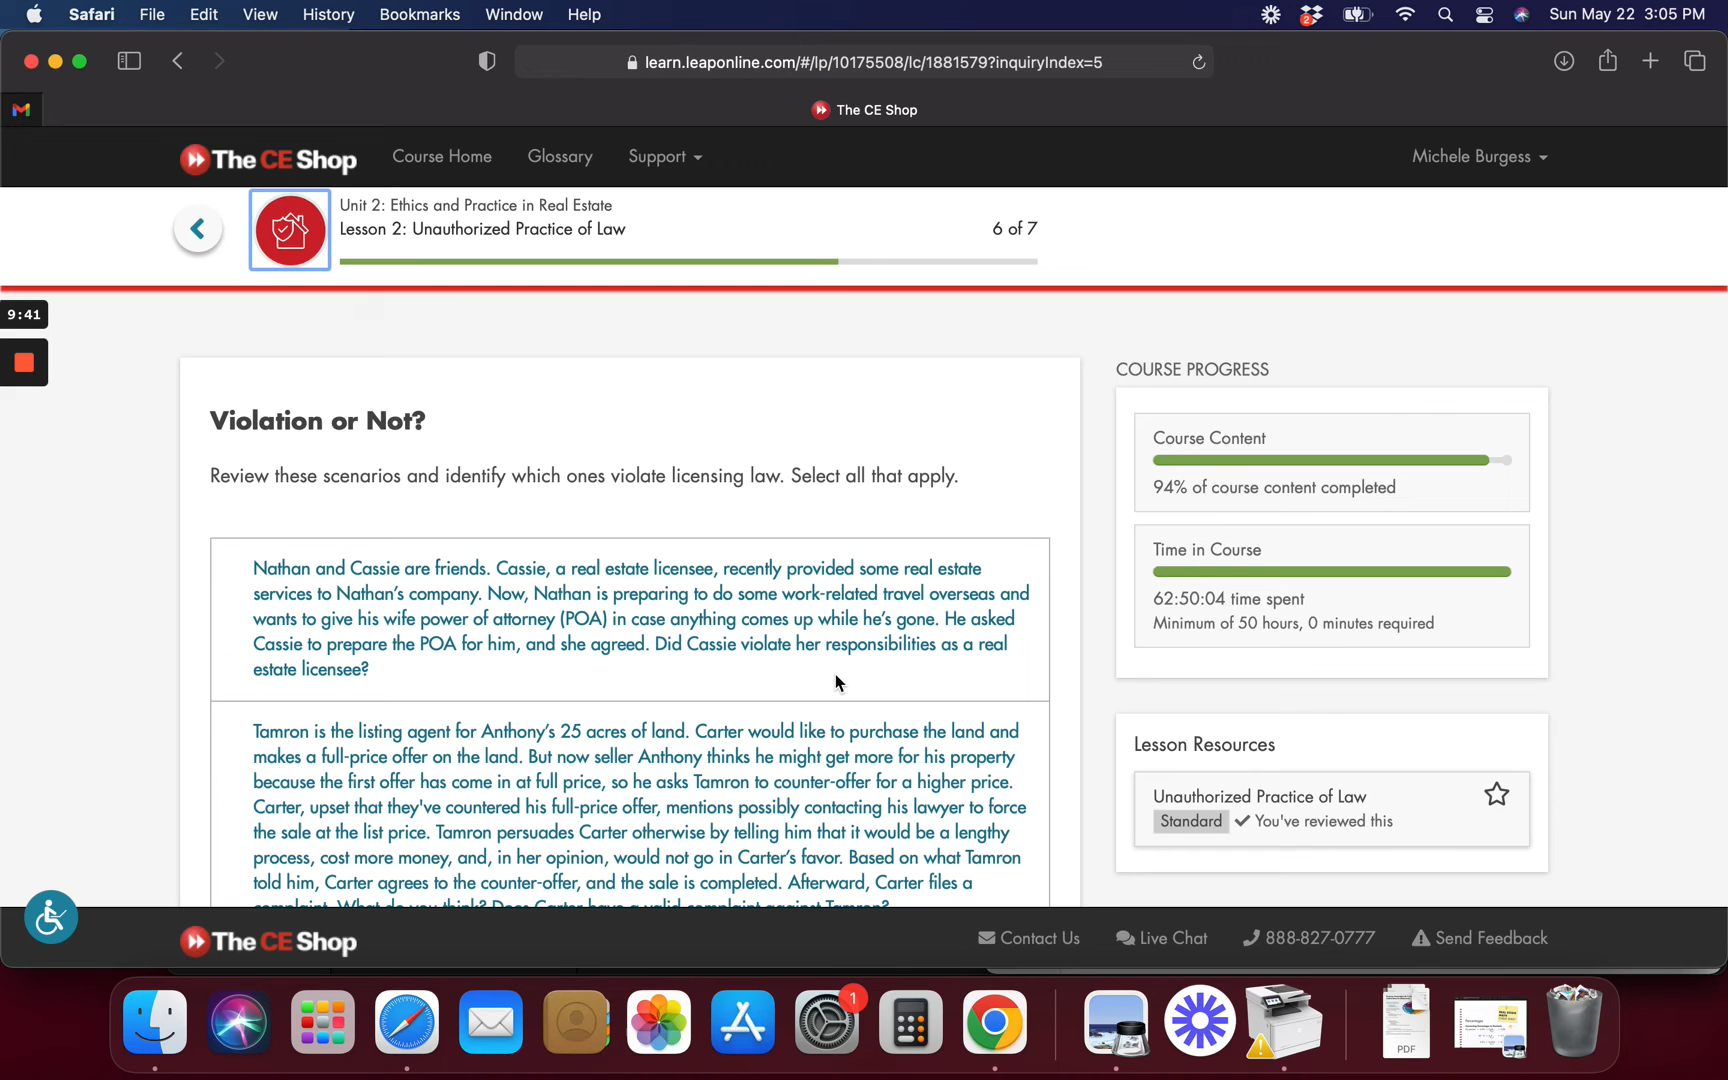 Safari File Edit View History Bookmarks Window Help
2
Sun May 22 3:05 PM
learn.leaponline.com/#/lp/10175508/lc/1881579?inquiryIndex=5
The CE Shop
The CE Shop Course Home Glossary Support Michele Burgess
Unit 2: Ethics and Practice in Real Estate
Lesson 2: Unauthorized Practice of Law
6 of 7
9:41
Violation or Not?
Review these scenarios and identify which ones violate licensing law. Select all that apply.
Nathan and Cassie are friends. Cassie, a real estate licensee, recently provided some real estate
services to Nathan's company. Now, Nathan is preparing to do some work-related travel overseas and
wants to give his wife power of attorney (POA) in case anything comes up while he's gone. He asked
Cassie to prepare the POA for him, and she agreed. Did Cassie violate her responsibilities as a real
estate licensee?
Tamron is the listing agent for Anthony's 25 acres of land. Carter would like to purchase the land and
makes a full-price offer on the land. But now seller Anthony thinks he might get more for his property
because the first offer has come in at full price, so he asks Tamron to counter-offer for a higher price.
Carter, upset that they've countered his full-price offer, mentions possibly contacting his lawyer to force
the sale at the list price. Tamron persuades Carter otherwise by telling him that it would be a lengthy
process, cost more money, and, in her opinion, would not go in Carter's favor. Based on what Tamron
told him, Carter agrees to the counter-offer, and the sale is completed. Afterward, Carter files a
complaint. What do you think? Does Carter have a valid complaint against Tamron?
COURSE PROGRESS
Course Content
94% of course content completed
Time in Course
62:50:04 time spent
Minimum of 50 hours, 0 minutes required
Lesson Resources
Unauthorized Practice of Law
Standard You've reviewed this
The CE Shop
Contact Us Live Chat 888-827-0777 Send Feedback
1
PDF